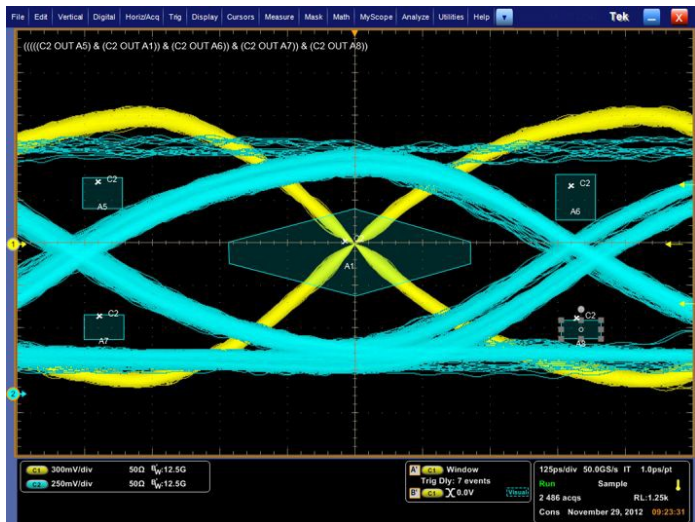 File Edit Vertical Digital Horiz/Acq Trig Display Cursors Measure Mask Math MyScope Analyze Utilities Help Tek X
(((((C2 OUT A5) & (C2 OUT A1)) & (C2 OUT A6)) & (C2 OUT A7)) & (C2 OUT A8))
C2
A5
C2
A6
1
A1
C2
A7
C2
A8
2
C1 300mV/div 50Ω BW:12.5G
C2 250mV/div 50Ω BW:12.5G
A' C1 Window
Trig Dly: 7 events
B' C1 0.0V Visual
125ps/div 50.0GS/s IT 1.0ps/pt
Run Sample
2 486 acqs RL:1.25k
Cons November 29, 2012 09:23:31